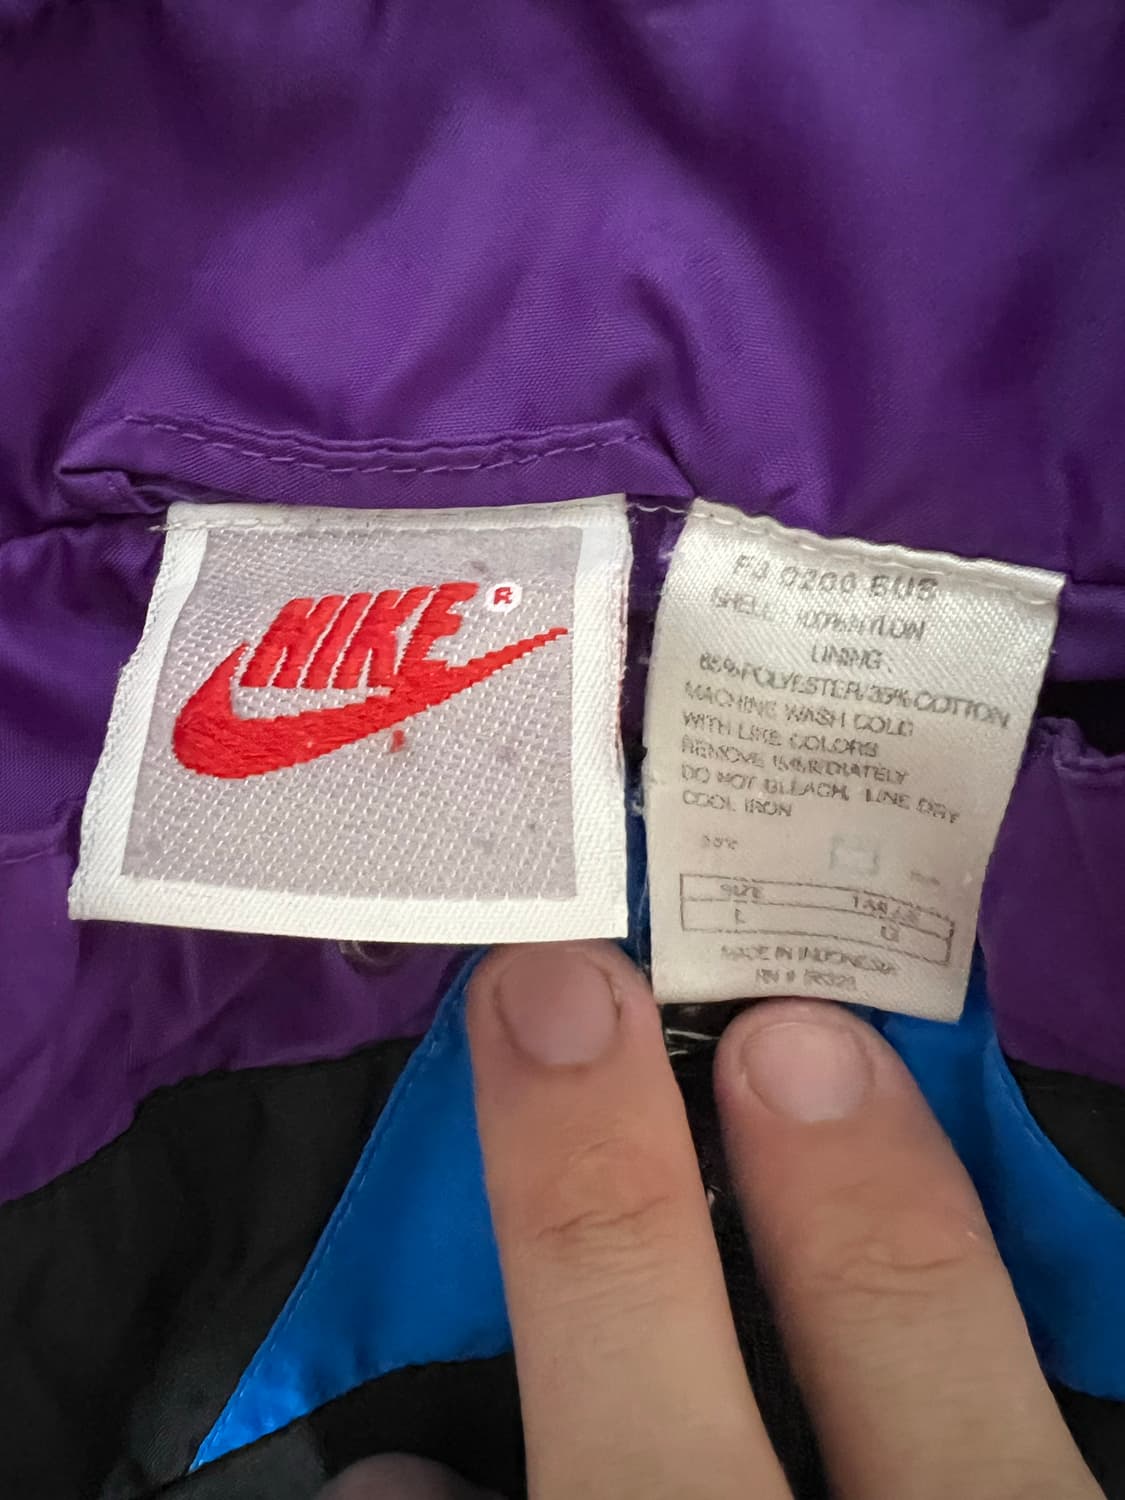 NIKE
R
SHELL 100% NYLON
LINING:
65% POLYESTER/35% COTTON
MACHINE WASH COLD
WITH LIKE COLORS
REMOVE IMMEDIATELY
DO NOT BLEACH, LINE DRY
COOL IRON
SIZE
L
MADE IN INDONESIA
RN #